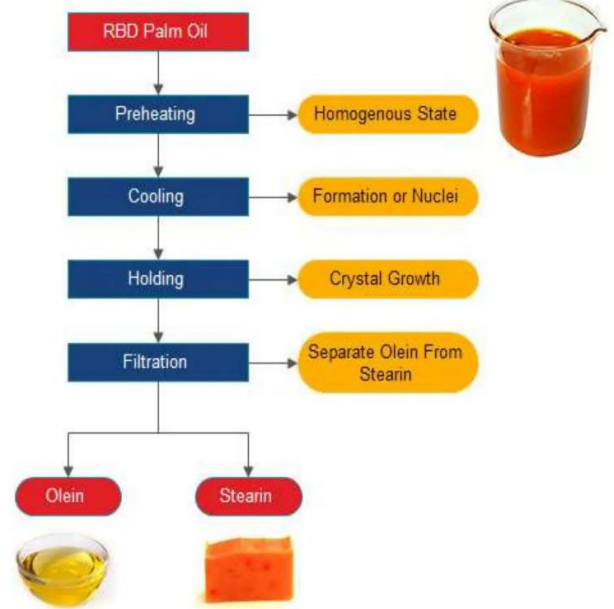 RBD Palm Oil
Preheating
Homogenous State
Cooling
Formation or Nuclei
Holding
Crystal Growth
Filtration
Separate Olein From
Stearin
Olein
Stearin